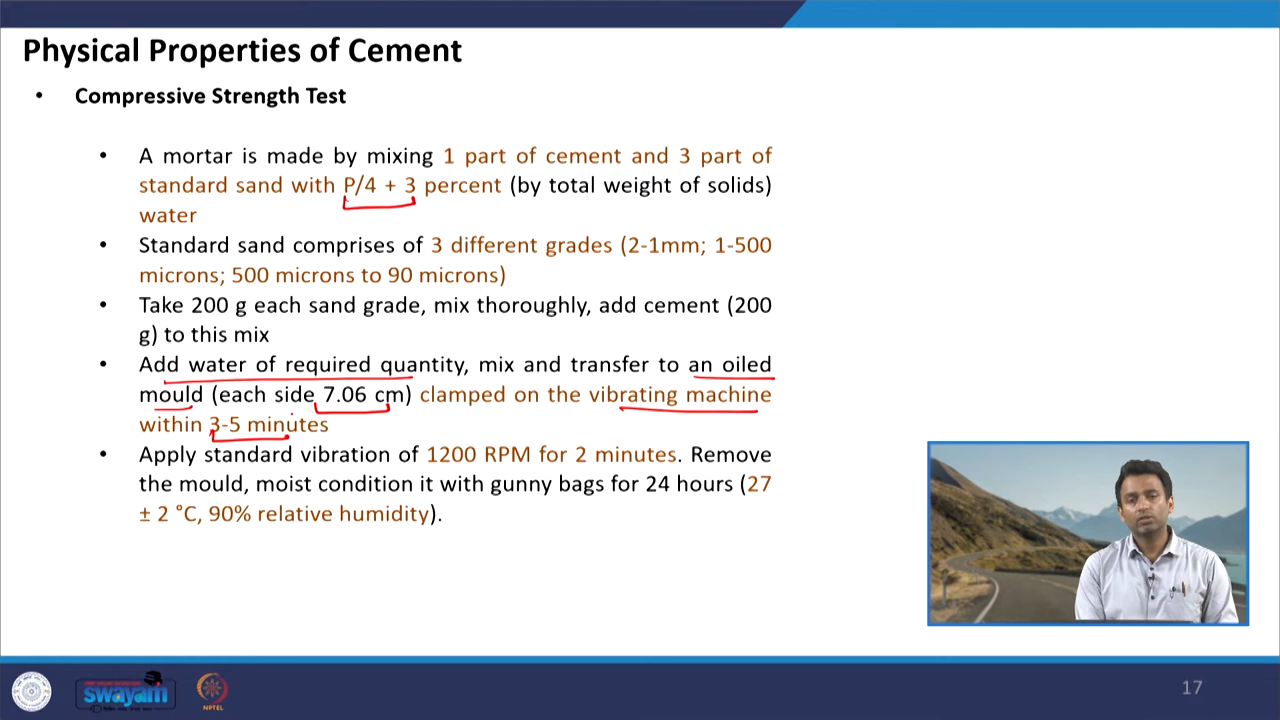 Physical Properties of Cement
• Compressive Strength Test
• A mortar is made by mixing 1 part of cement and 3 part of
standard sand with P/4 + 3 percent (by total weight of solids)
water
• Standard sand comprises of 3 different grades (2-1mm; 1-500
microns; 500 microns to 90 microns)
• Take 200 g each sand grade, mix thoroughly, add cement (200
g) to this mix
• Add water of required quantity, mix and transfer to an oiled
mould (each side 7.06 cm) clamped on the vibrating machine
within 3-5 minutes
• Apply standard vibration of 1200 RPM for 2 minutes. Remove
the mould, moist condition it with gunny bags for 24 hours (27
± 2 °C, 90% relative humidity).
swayam
NPTEL
17